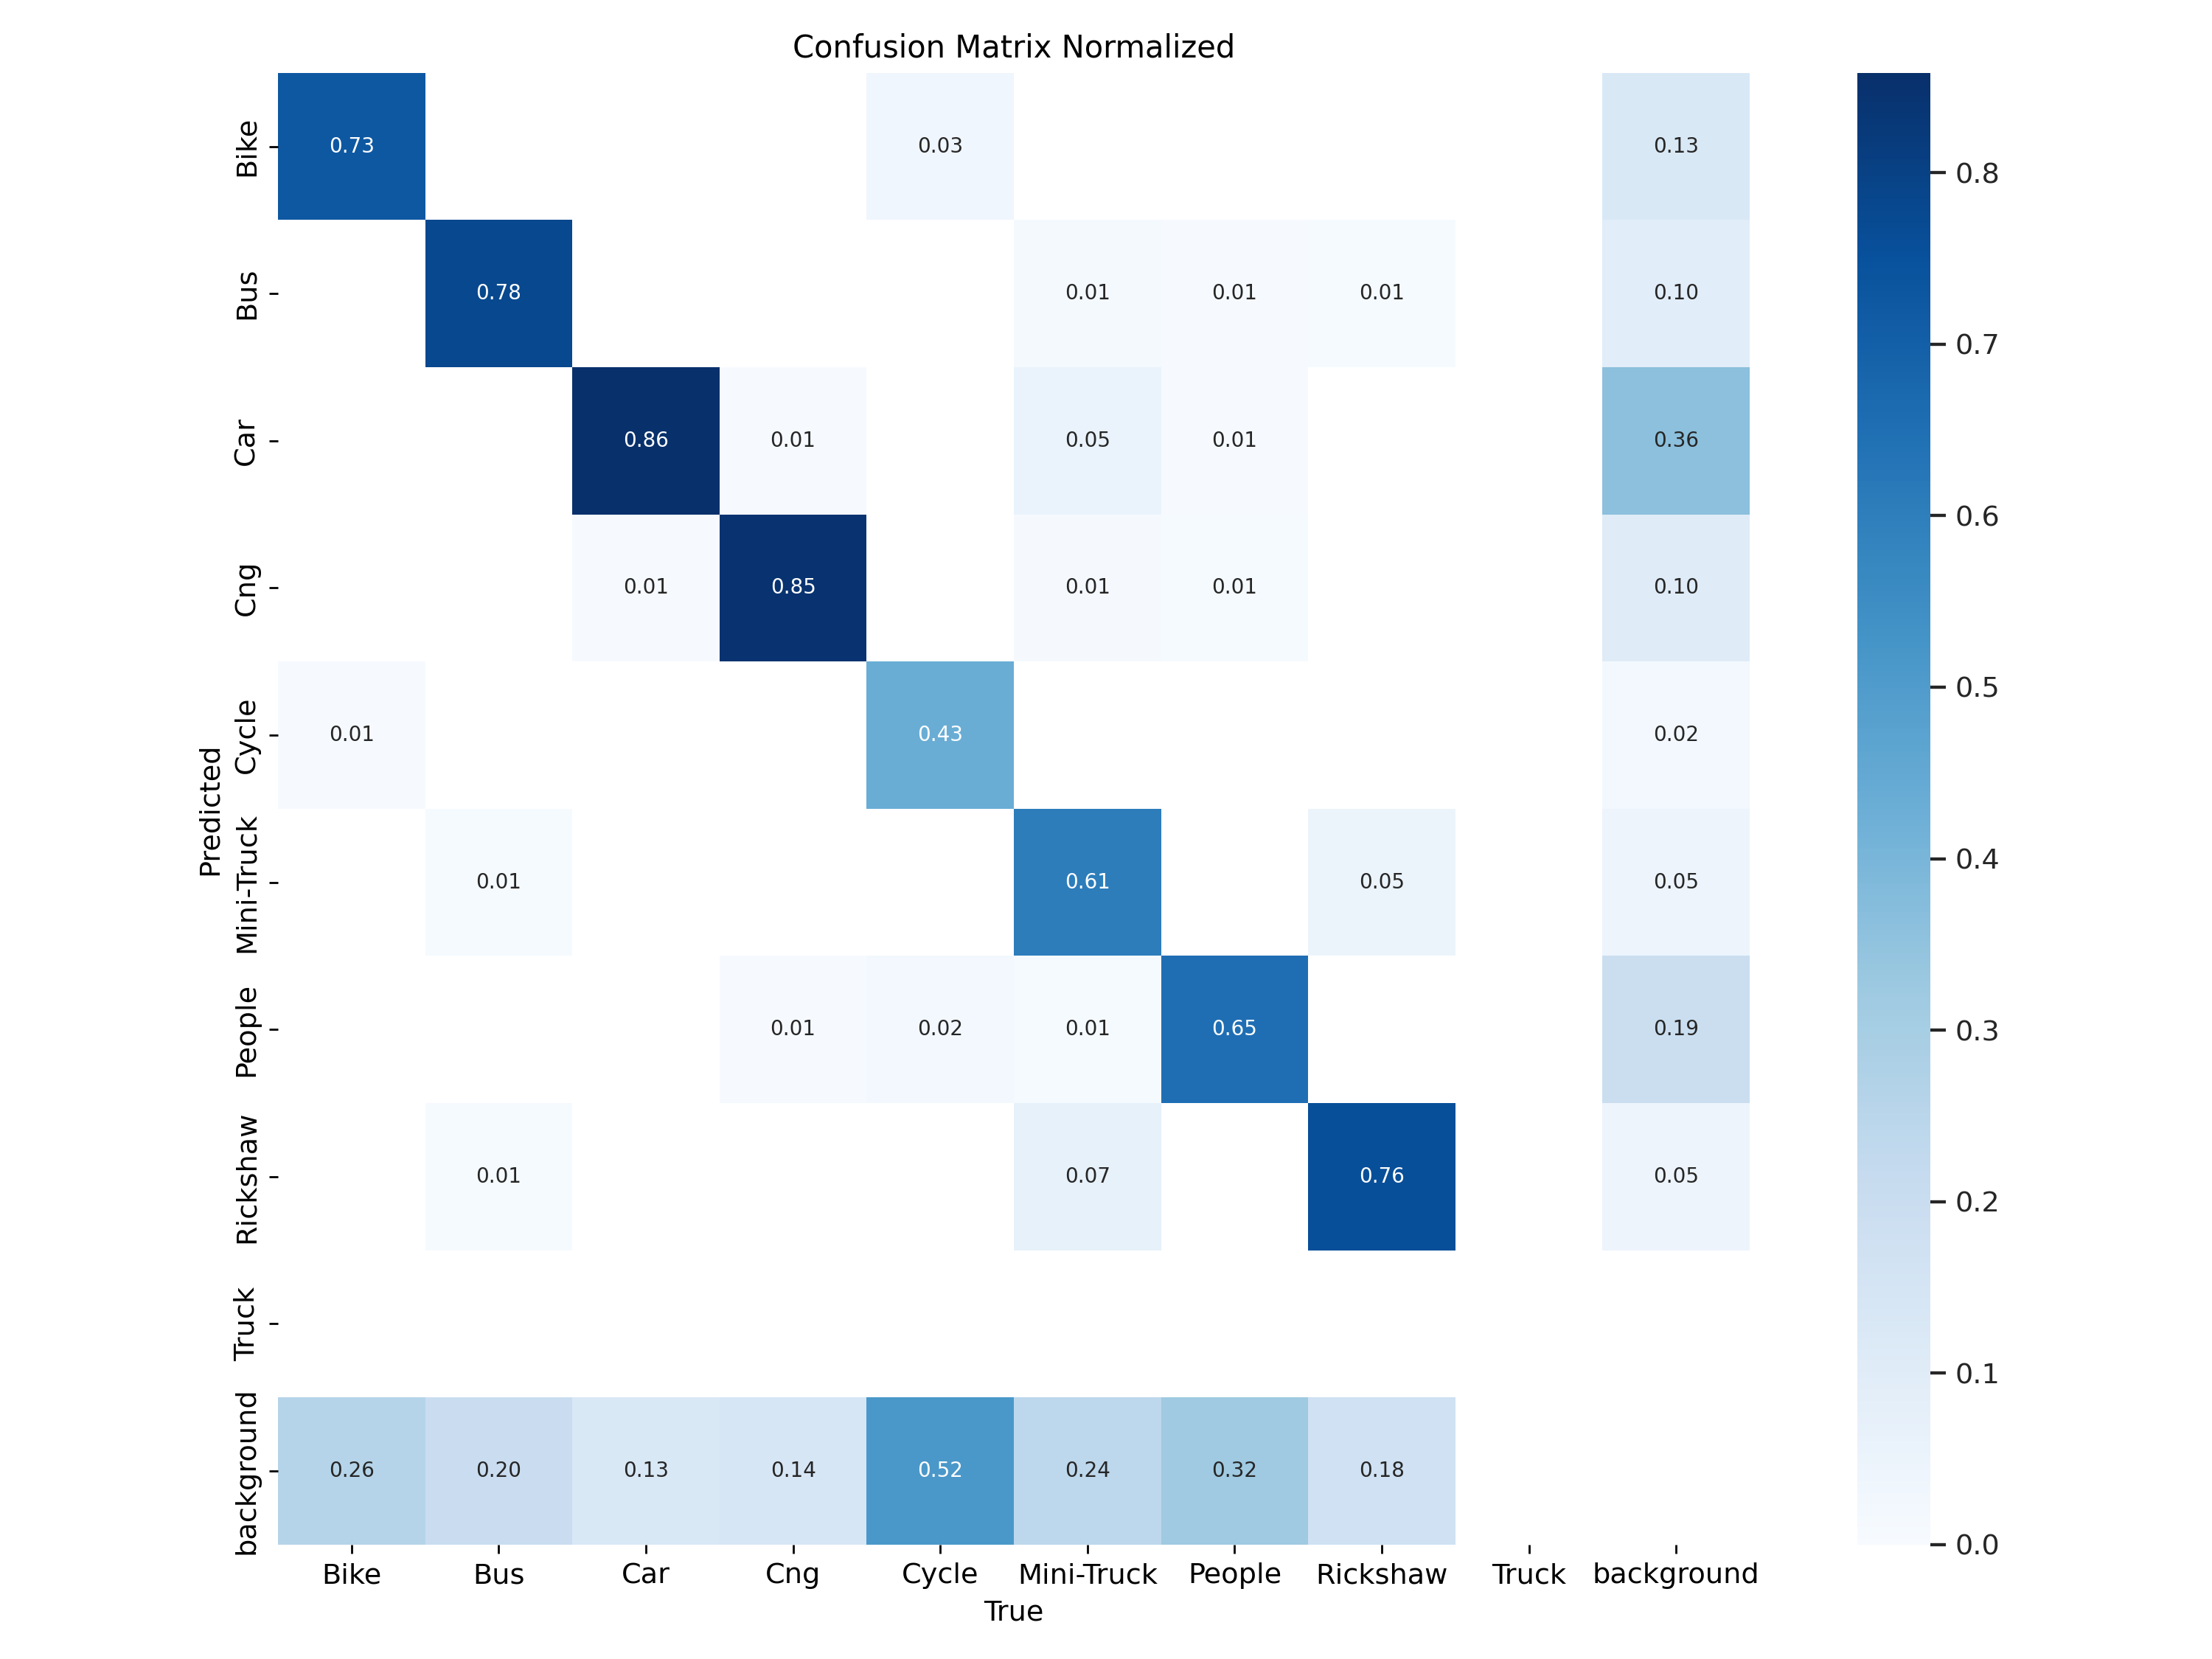 Confusion Matrix Normalized
Bike 0.73 0.03 0.13
Bus 0.78 0.01 0.01 0.01 0.10
Car 0.86 0.01 0.05 0.01 0.36
Cng 0.01 0.85 0.01 0.01 0.10
Cycle 0.01 0.43 0.02
Mini-Truck 0.01 0.61 0.05 0.05
People 0.01 0.02 0.01 0.65 0.19
Rickshaw 0.01 0.07 0.76 0.05
Truck
background 0.26 0.20 0.13 0.14 0.52 0.24 0.32 0.18
Predicted
Bike Bus Car Cng Cycle Mini-Truck People Rickshaw Truck background
True
0.8
0.7
0.6
0.5
0.4
0.3
0.2
0.1
0.0